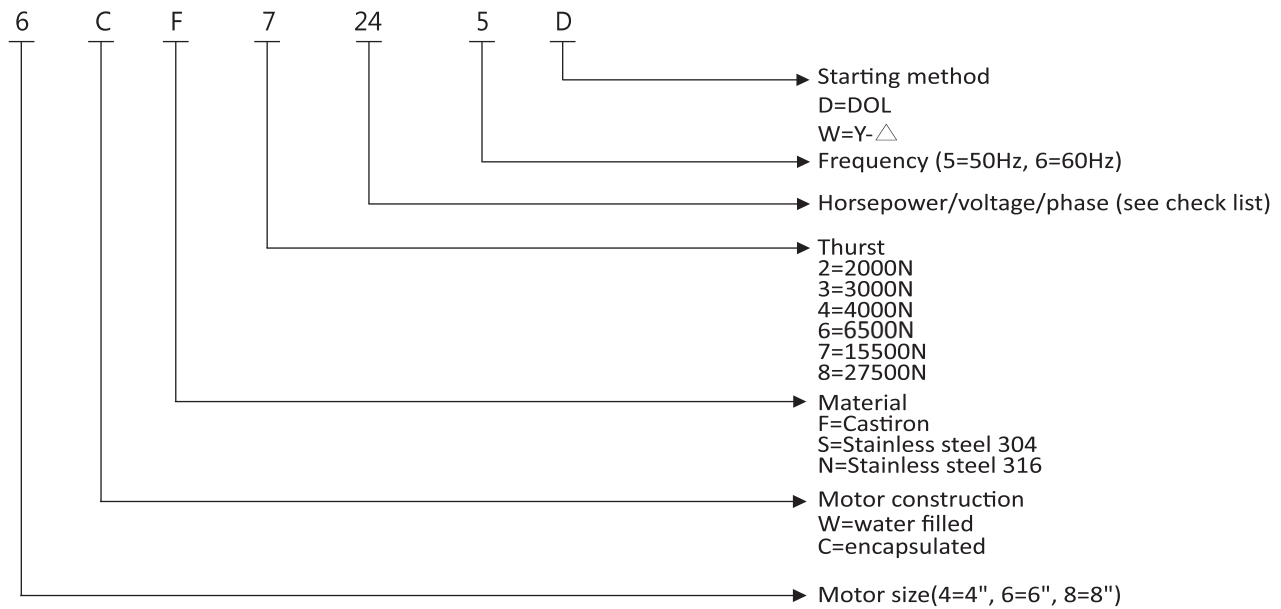 6 C F 7 24 5 D
Starting method
D=DOL
W=Y-△
Frequency (5=50Hz, 6=60Hz)
Horsepower/voltage/phase (see check list)
Thurst
2=2000N
3=3000N
4=4000N
6=6500N
7=15500N
8=27500N
Material
F=Castiron
S=Stainless steel 304
N=Stainless steel 316
Motor construction
W=water filled
C=encapsulated
Motor size(4=4", 6=6", 8=8")